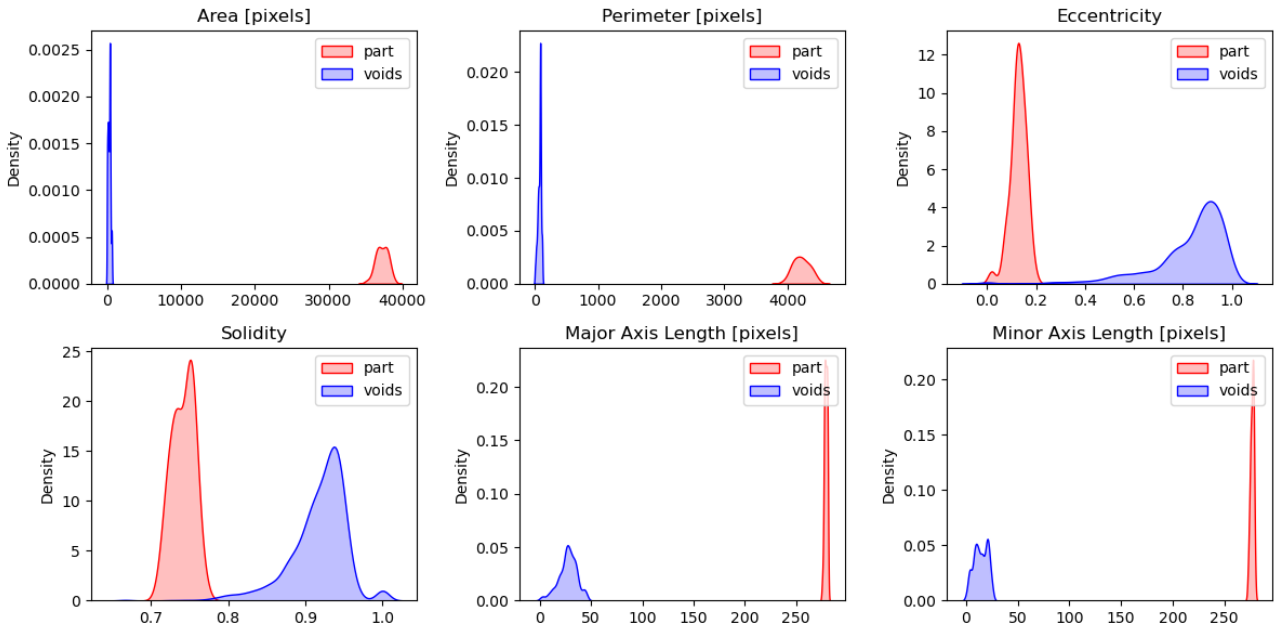 Area [pixels]
Density
0.0025
0.0020
0.0015
0.0010
0.0005
0.0000
0 10000 20000 30000 40000
part
voids
Perimeter [pixels]
Density
0.020
0.015
0.010
0.005
0.000
0 1000 2000 3000 4000
part
voids
Eccentricity
Density
12
10
8
6
4
2
0
0.0 0.2 0.4 0.6 0.8 1.0
part
voids
Solidity
Density
25
20
15
10
5
0
0.7 0.8 0.9 1.0
part
voids
Major Axis Length [pixels]
Density
0.20
0.15
0.10
0.05
0.00
0 50 100 150 200 250
part
voids
Minor Axis Length [pixels]
Density
0.20
0.15
0.10
0.05
0.00
0 50 100 150 200 250
part
voids